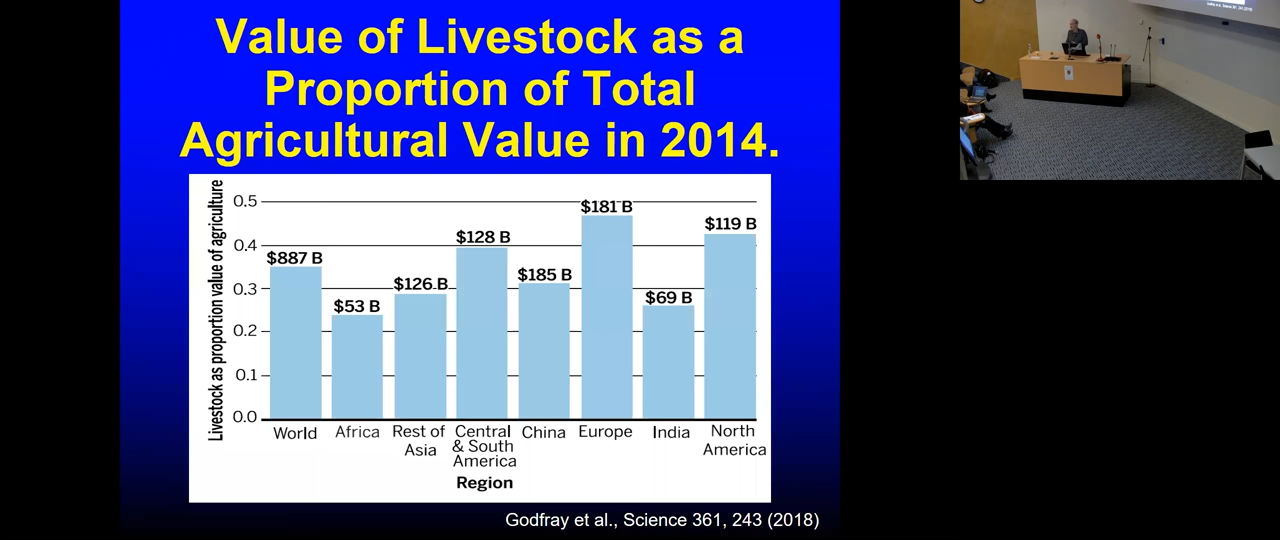 Value of Livestock as a
Proportion of Total
Agricultural Value in 2014.
Livestock as proportion value of agriculture
0.5
0.4
0.3
0.2
0.1
0.0
$887 B
$53 B
$126 B
$128 B
$185 B
$181 B
$69 B
$119 B
World
Africa
Rest of
Asia
Central
& South
America
China
Europe
India
North
America
Region
Godfray et al., Science 361, 243 (2018)